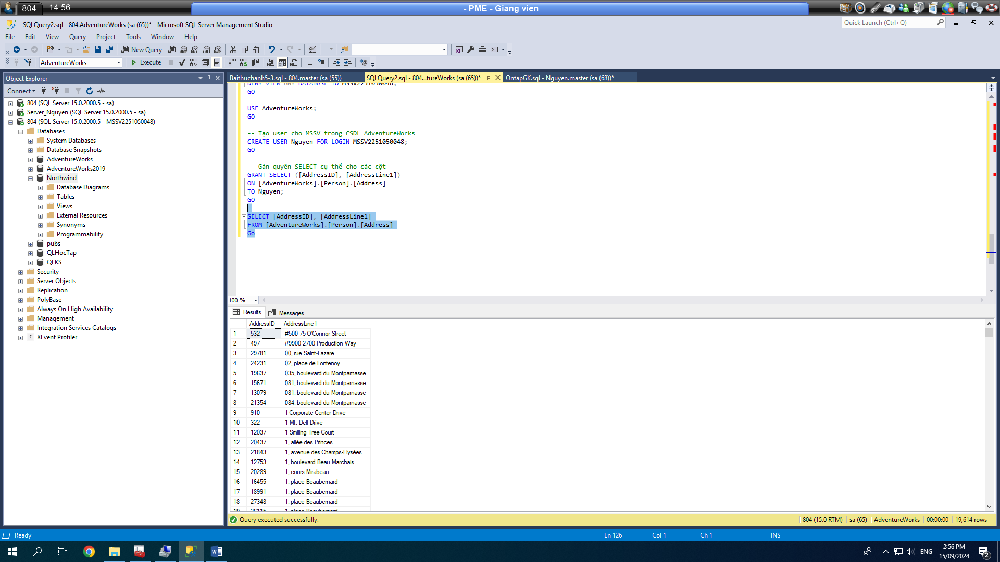 804
14:56
- PME - Giang vien
SQLQuery2.sql - 804.AdventureWorks (sa (65))* - Microsoft SQL Server Management Studio
Quick Launch (Ctrl+Q)
File Edit View Query Project Tools Window Help
New Query
AdventureWorks
Execute
Object Explorer
Connect
804 (SQL Server 15.0.2000.5 - sa)
Server_Nguyen (SQL Server 15.0.2000.5 - sa)
804 (SQL Server 15.0.2000.5 - MSSV2251050048)
Databases
System Databases
Database Snapshots
AdventureWorks
AdventureWorks2019
Northwind
Database Diagrams
Tables
Views
External Resources
Synonyms
Programmability
pubs
QLHocTap
QLKS
Security
Server Objects
Replication
PolyBase
Always On High Availability
Management
Integration Services Catalogs
XEvent Profiler
Baithuchanh5-3.sql - 804.master (sa (55))
SQLQuery2.sql - 804...tureWorks (sa (65))*
OntapGK.sql - Nguyen.master (sa (68))*
DENY VIEW ANY DATABASE TO MSSV2251050048;
GO
USE AdventureWorks;
GO
-- Tạo user cho MSSV trong CSDL AdventureWorks
CREATE USER Nguyen FOR LOGIN MSSV2251050048;
GO
-- Gán quyền SELECT cụ thể cho các cột
GRANT SELECT ([AddressID], [AddressLine1])
ON [AdventureWorks].[Person].[Address]
TO Nguyen;
GO
SELECT [AddressID], [AddressLine1]
FROM [AdventureWorks].[Person].[Address]
Go
100 %
Results Messages
AddressID AddressLine1
1 532 #500-75 O'Connor Street
2 497 #9900 2700 Production Way
3 29781 00, rue Saint-Lazare
4 24231 02, place de Fontenoy
5 19637 035, boulevard du Montparnasse
6 15671 081, boulevard du Montparnasse
7 13079 081, boulevard du Montparnasse
8 21354 084, boulevard du Montparnasse
9 910 1 Corporate Center Drive
10 322 1 Mt. Dell Drive
11 12037 1 Smiling Tree Court
12 20437 1, allée des Princes
13 21843 1, avenue des Champs-Elysées
14 12753 1, boulevard Beau Marchais
15 20289 1, cours Mirabeau
16 16455 1, place Beaubernard
17 18991 1, place Beaubernard
18 27348 1, place Beaubernard
19 26115 1, place Beaubernard
Query executed successfully.
804 (15.0 RTM) sa (65) AdventureWorks 00:00:00 19,614 rows
Ready
Ln 126 Col 1 Ch 1 INS
ENG
2:56 PM
15/09/2024
2